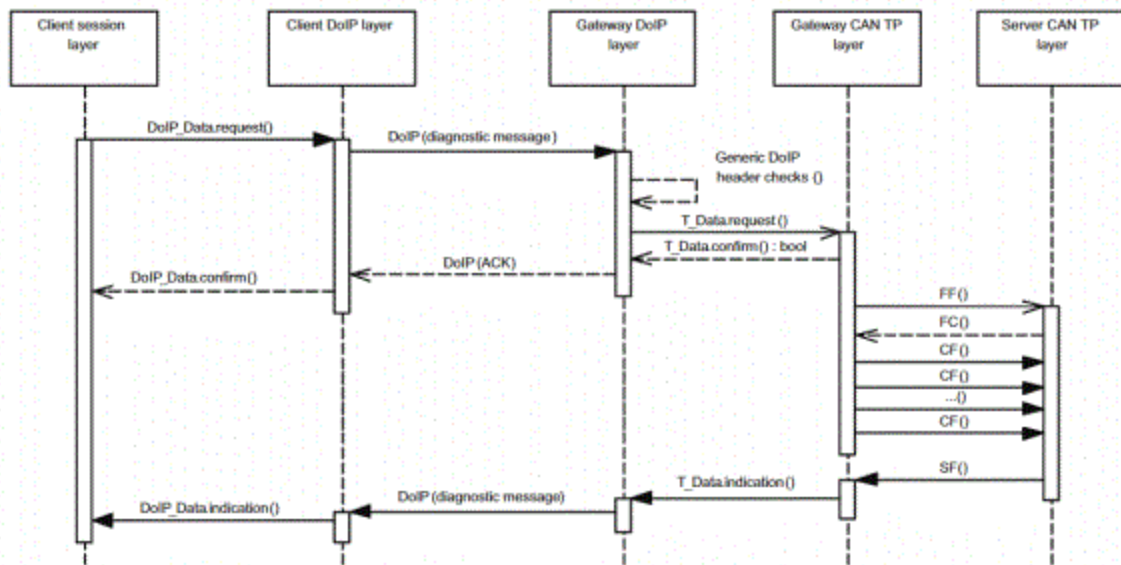 Client session
layer
Client DoIP layer
Gateway DoIP
layer
Gateway CAN TP
layer
Server CAN TP
layer
DoIP_Data.request()
DoIP (diagnostic message )
Generic DoIP
header checks ()
T_Data.request ()
T_Data.confirm() : bool
DoIP (ACK)
DoIP_Data.confirm()
FF ()
FC ()
CF ()
CF ()
...()
CF ()
SF()
T_Data.indication()
DoIP (diagnostic message)
DoIP_Data.indication()